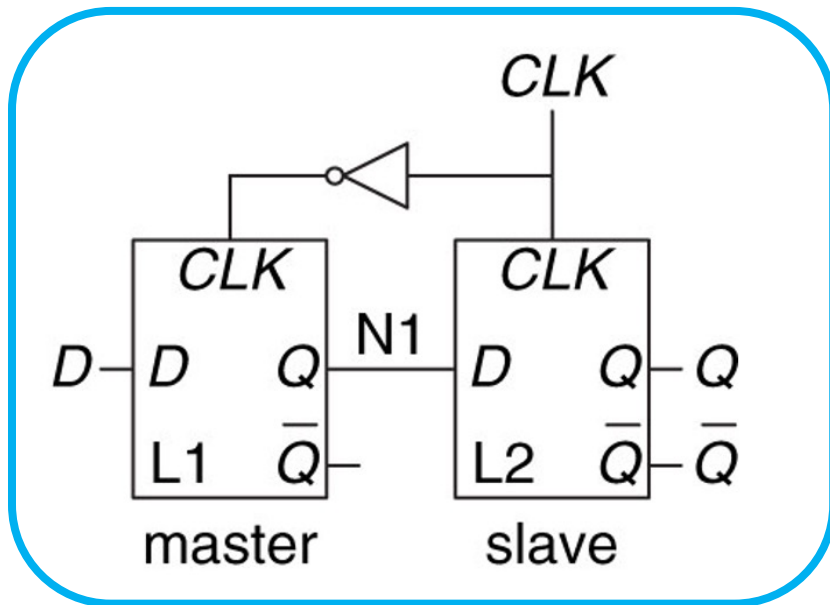 CLK
CLK CLK
N1
D D Q D Q Q
L1 Q̅ L2 Q̅ Q̅
master slave